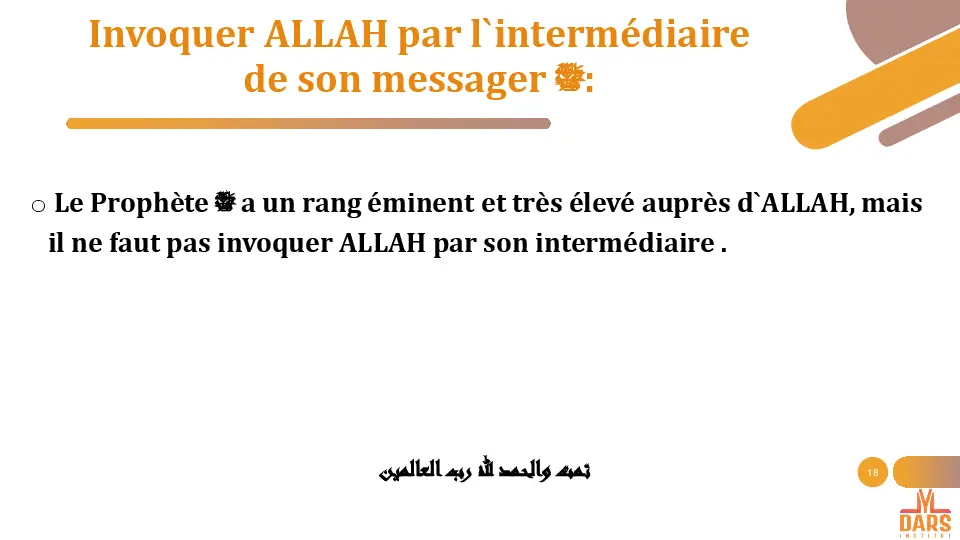 Invoquer ALLAH par l`intermédiaire
de son messager ﷺ:
o Le Prophète ﷺ a un rang éminent et très élevé auprès d`ALLAH, mais
il ne faut pas invoquer ALLAH par son intermédiaire .
تمت والحمد لله رب العالمين
18
DARS
INSTITUT